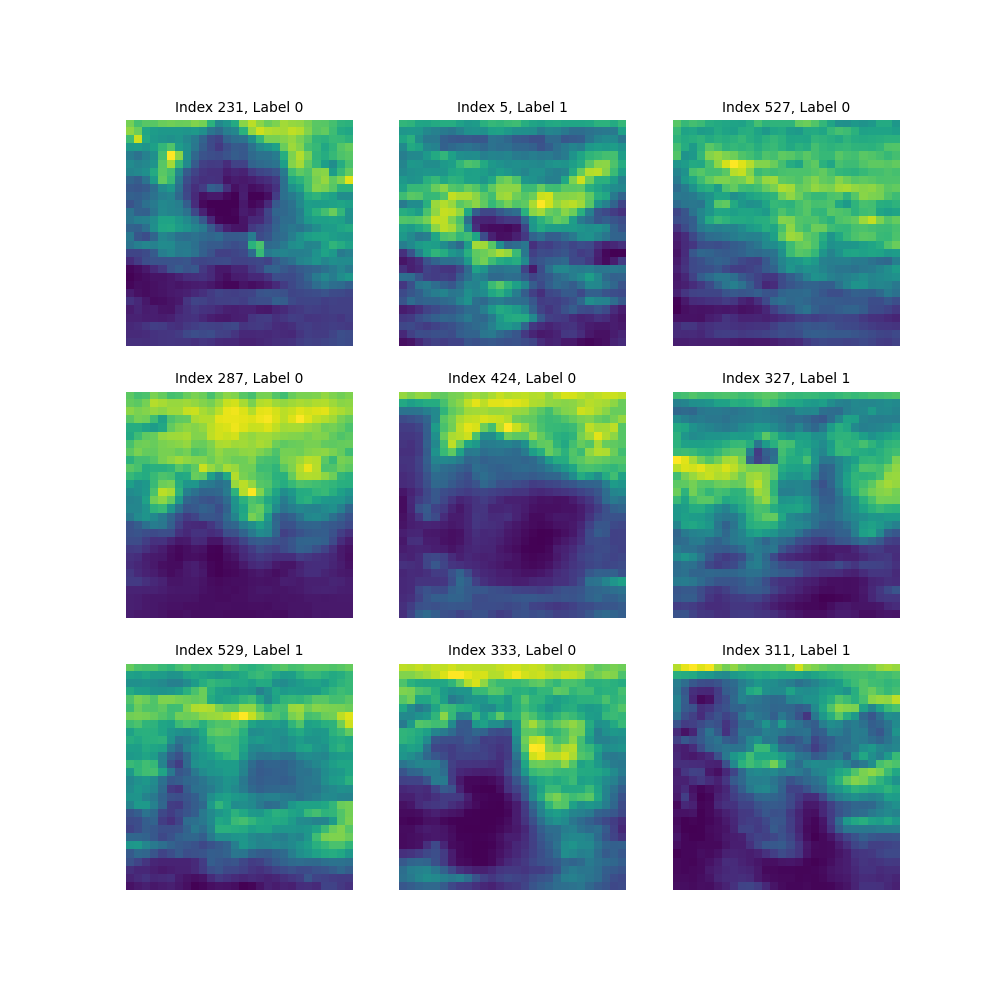 Index 231, Label 0
Index 5, Label 1
Index 527, Label 0
Index 287, Label 0
Index 424, Label 0
Index 327, Label 1
Index 529, Label 1
Index 333, Label 0
Index 311, Label 1